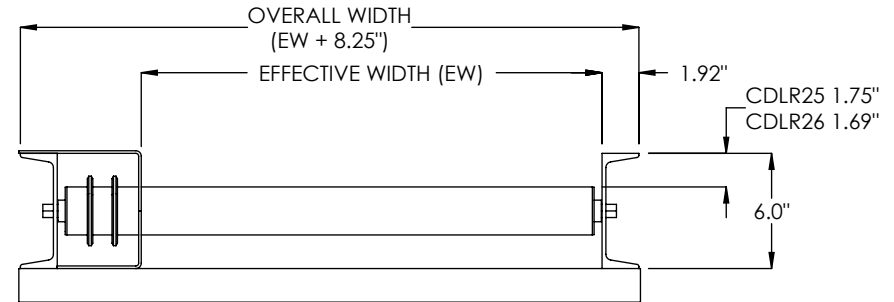 OVERALL WIDTH
(EW + 8.25")
EFFECTIVE WIDTH (EW)
1.92"
CDLR25 1.75"
CDLR26 1.69"
6.0"